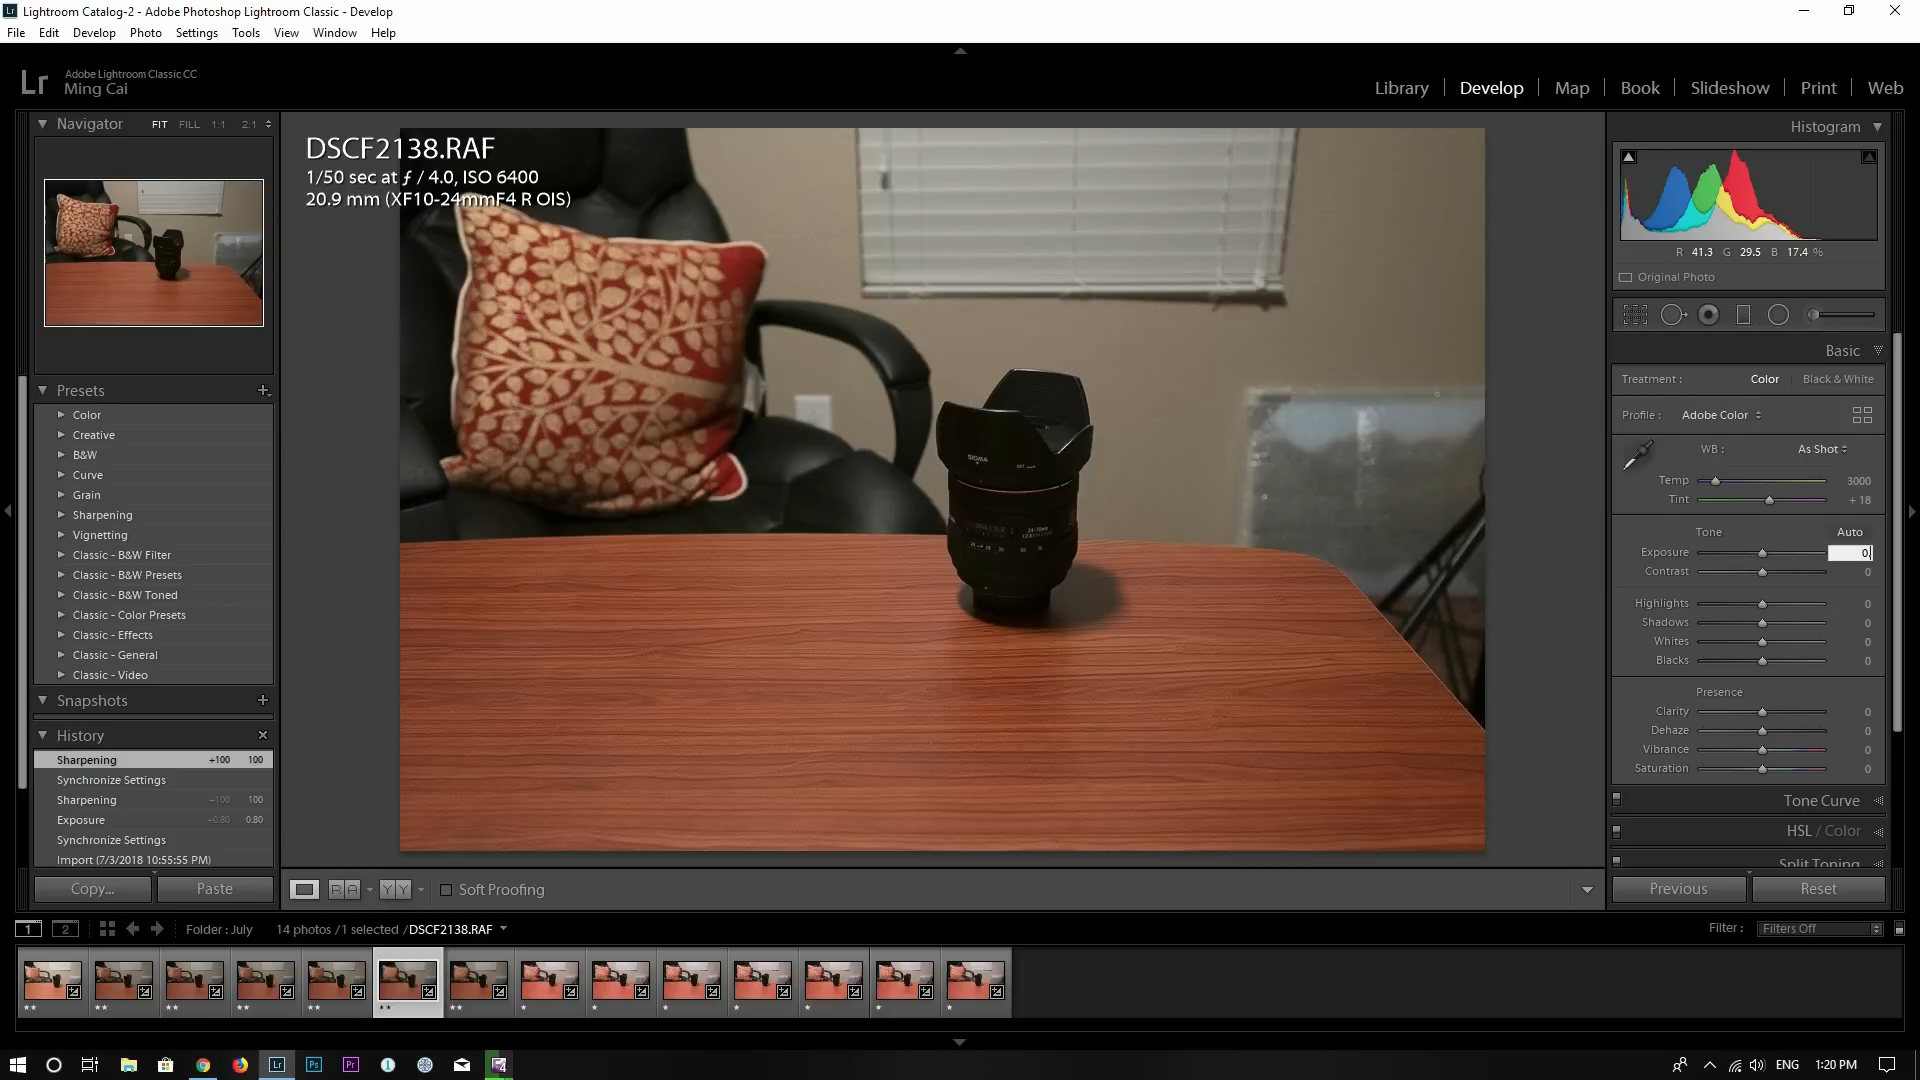 Lightroom Catalog-2 - Adobe Photoshop Lightroom Classic - Develop
File Edit Develop Photo Settings Tools View Window Help
Lr
Adobe Lightroom Classic CC
Ming Cai
Library Develop Map Book Slideshow Print Web
Navigator FIT FILL 1:1 2:1
DSCF2138.RAF
1/50 sec at ƒ / 4.0, ISO 6400
20.9 mm (XF10-24mmF4 R OIS)
SIGMA
Presets
Color
Creative
B&W
Curve
Grain
Sharpening
Vignetting
Classic - B&W Filter
Classic - B&W Presets
Classic - B&W Toned
Classic - Color Presets
Classic - Effects
Classic - General
Classic - Video
Snapshots
History
Sharpening +100 100
Synchronize Settings
Sharpening +100 100
Exposure +0.80 0.80
Synchronize Settings
Import (7/3/2018 10:55:55 PM)
Copy... Paste
Soft Proofing
Histogram
R 41.3 G 29.5 B 17.4 %
Original Photo
Basic
Treatment : Color Black & White
Profile : Adobe Color
WB : As Shot
Temp 3000
Tint + 18
Tone Auto
Exposure 0.
Contrast 0
Highlights 0
Shadows 0
Whites 0
Blacks 0
Presence
Clarity 0
Dehaze 0
Vibrance 0
Saturation 0
Tone Curve
HSL / Color
Split Toning
Previous Reset
1 2 Folder : July 14 photos / 1 selected / DSCF2138.RAF Filter : Filters Off
Lr Ps Pr ENG 1:20 PM